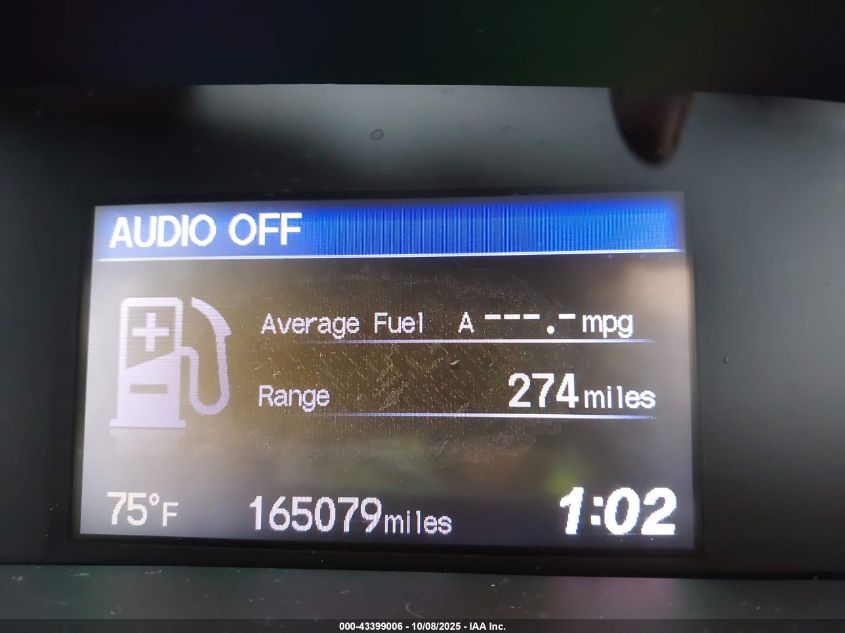 AUDIO OFF
Average Fuel A ---.- mpg
Range 274 miles
75°F 165079 miles 1:02
000-43399006 - 10/08/2025 - IAA Inc.